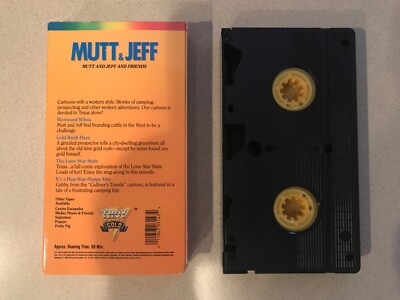 MUTT & JEFF
MUTT AND JEFF AND FRIENDS
Cartoons with a western style: Stories of camping,
prospecting and other western adventures. One cartoon is
devoted to Texas alone!
Westward Whoa
Mutt and Jeff find branding cattle in the West to be a
challenge.
Gold Rush Daze
A grizzled prospector tells a city-dwelling greenhorn all
about the old time gold rush—except he never found any
gold himself.
The Lone Star State
Texas, a full comic exploration of the Lone Star State.
Loads of fun! Enjoy the sing-along in this episode.
It's a Hap-Hap-Happy Day
Gabby, from the "Gulliver's Travels" cartoon, is featured in a
tale of a frustrating camping trip.
Other Tapes
Available
Casino Escapades
Mickey Mouse & Friends
Superman
Popeye
Porky Pig
GOLD
Approx. Running Time: 30 Min.